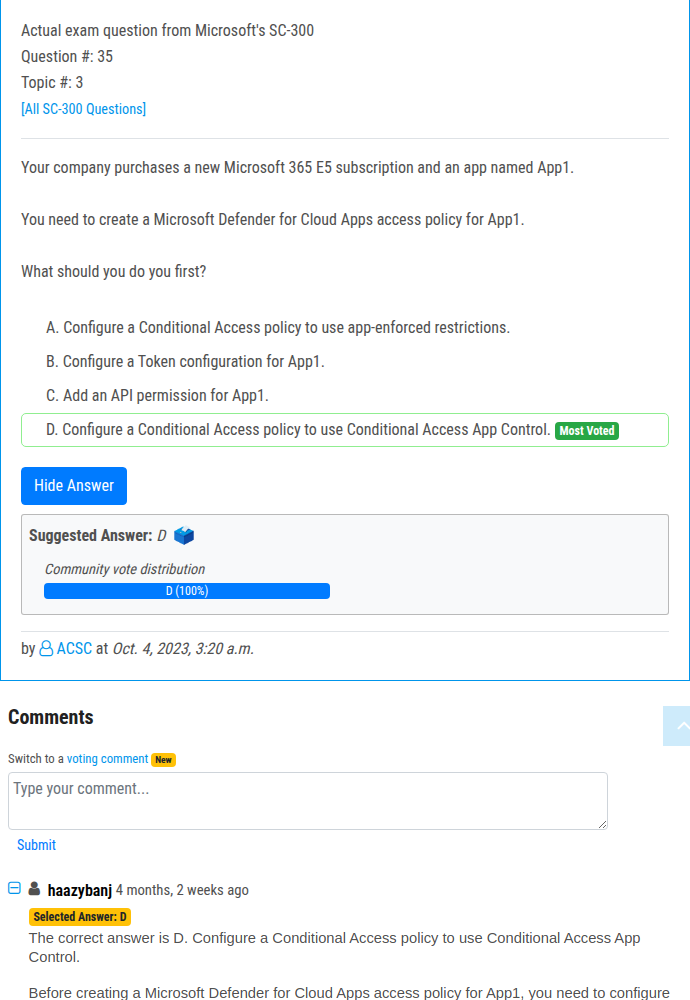 Actual exam question from Microsoft's SC-300
Question #: 35
Topic #: 3
[All SC-300 Questions]
Your company purchases a new Microsoft 365 E5 subscription and an app named App1.
You need to create a Microsoft Defender for Cloud Apps access policy for App1.
What should you do you first?
A. Configure a Conditional Access policy to use app-enforced restrictions.
B. Configure a Token configuration for App1.
C. Add an API permission for App1.
D. Configure a Conditional Access policy to use Conditional Access App Control. Most Voted
Hide Answer
Suggested Answer: D
Community vote distribution
D (100%)
by ACSC at Oct. 4, 2023, 3:20 a.m.
Comments
Switch to a voting comment New
Type your comment...
Submit
haazybanj 4 months, 2 weeks ago
Selected Answer: D
The correct answer is D. Configure a Conditional Access policy to use Conditional Access App
Control.
Before creating a Microsoft Defender for Cloud Apps access policy for App1, you need to configure